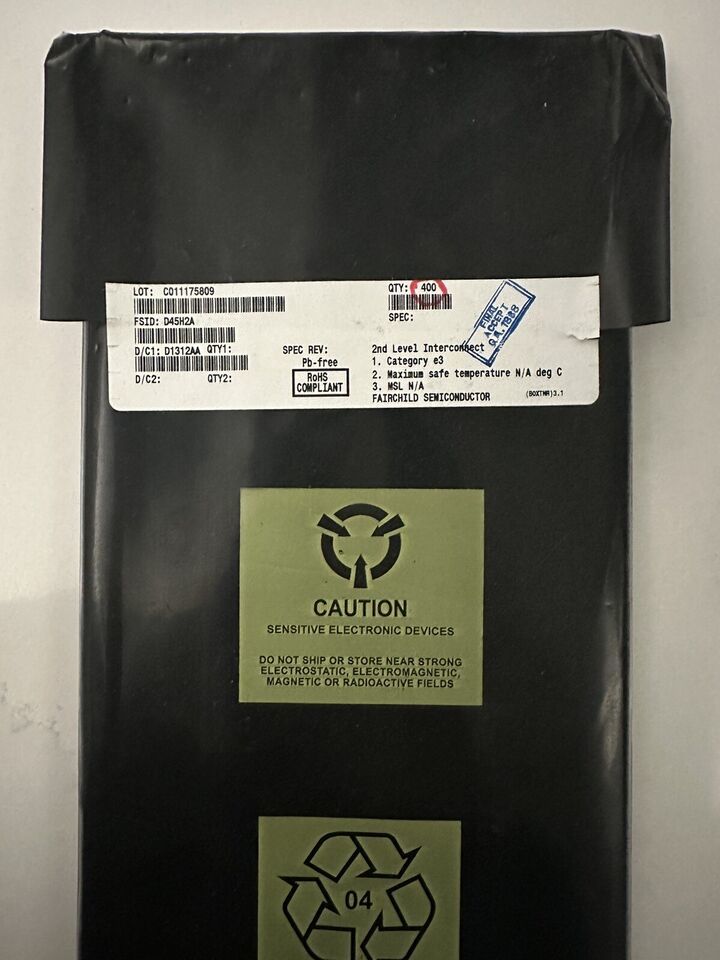 LOT: C011175809
QTY: 400
FSID: D45H2A
SPEC:
FINAL
ACCEPT
Q.A. 7888
D/C1: D1312AA QTY1:
SPEC REV:
2nd Level Interconnect
Pb-free
1. Category e3
D/C2: QTY2:
RoHS
COMPLIANT
2. Maximum safe temperature N/A deg C
3. MSL N/A
FAIRCHILD SEMICONDUCTOR
(BOXTMR)3.1
CAUTION
SENSITIVE ELECTRONIC DEVICES
DO NOT SHIP OR STORE NEAR STRONG
ELECTROSTATIC, ELECTROMAGNETIC,
MAGNETIC OR RADIOACTIVE FIELDS
04